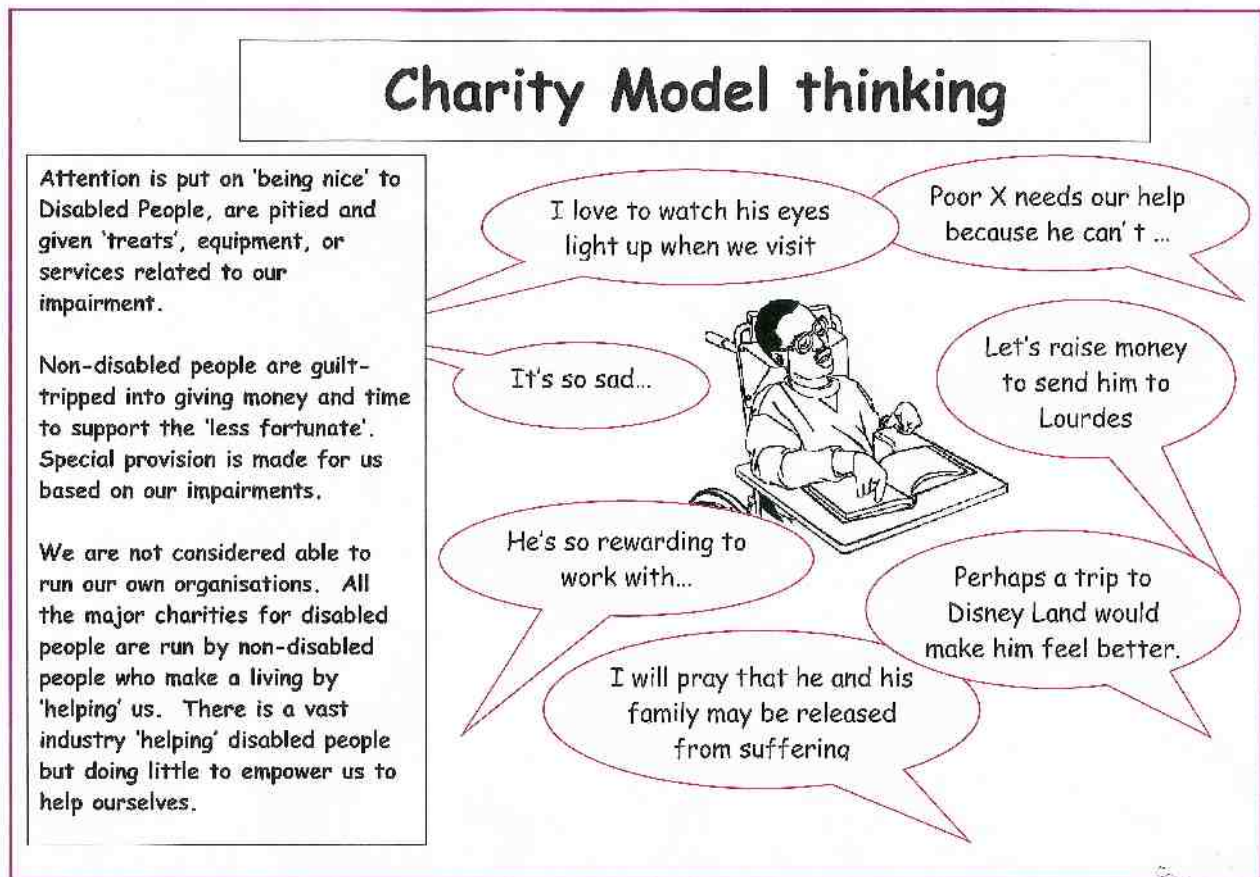 Charity Model thinking
Attention is put on 'being nice' to
Disabled People, are pitied and
given 'treats', equipment, or
services related to our
impairment.
Non-disabled people are guilt-
tripped into giving money and time
to support the 'less fortunate'.
Special provision is made for us
based on our impairments.
We are not considered able to
run our own organisations. All
the major charities for disabled
people are run by non-disabled
people who make a living by
'helping' us. There is a vast
industry 'helping' disabled people
but doing little to empower us to
help ourselves.
I love to watch his eyes
light up when we visit
Poor X needs our help
because he can' t ...
It's so sad...
Let's raise money
to send him to
Lourdes
He's so rewarding to
work with...
Perhaps a trip to
Disney Land would
make him feel better.
I will pray that he and his
family may be released
from suffering